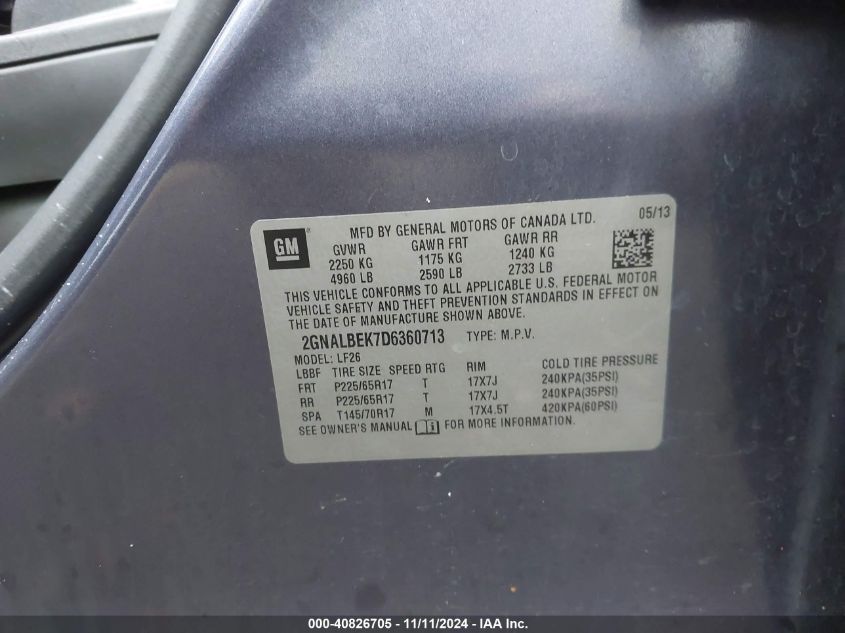 MFD BY GENERAL MOTORS OF CANADA LTD. 05/13
GM
GVWR GAWR FRT GAWR RR
2250 KG 1175 KG 1240 KG
4960 LB 2590 LB 2733 LB
THIS VEHICLE CONFORMS TO ALL APPLICABLE U.S. FEDERAL MOTOR
VEHICLE SAFETY AND THEFT PREVENTION STANDARDS IN EFFECT ON
THE DATE OF MANUFACTURE SHOWN ABOVE.
2GNALBEK7D6360713 TYPE: M.P.V.
MODEL: LF26
LBBF TIRE SIZE SPEED RTG RIM COLD TIRE PRESSURE
FRT P225/65R17 T 17X7J 240KPA(35PSI)
RR P225/65R17 T 17X7J 240KPA(35PSI)
SPA T145/70R17 M 17X4.5T 420KPA(60PSI)
SEE OWNER'S MANUAL FOR MORE INFORMATION.
000-40826705 - 11/11/2024 - IAA Inc.